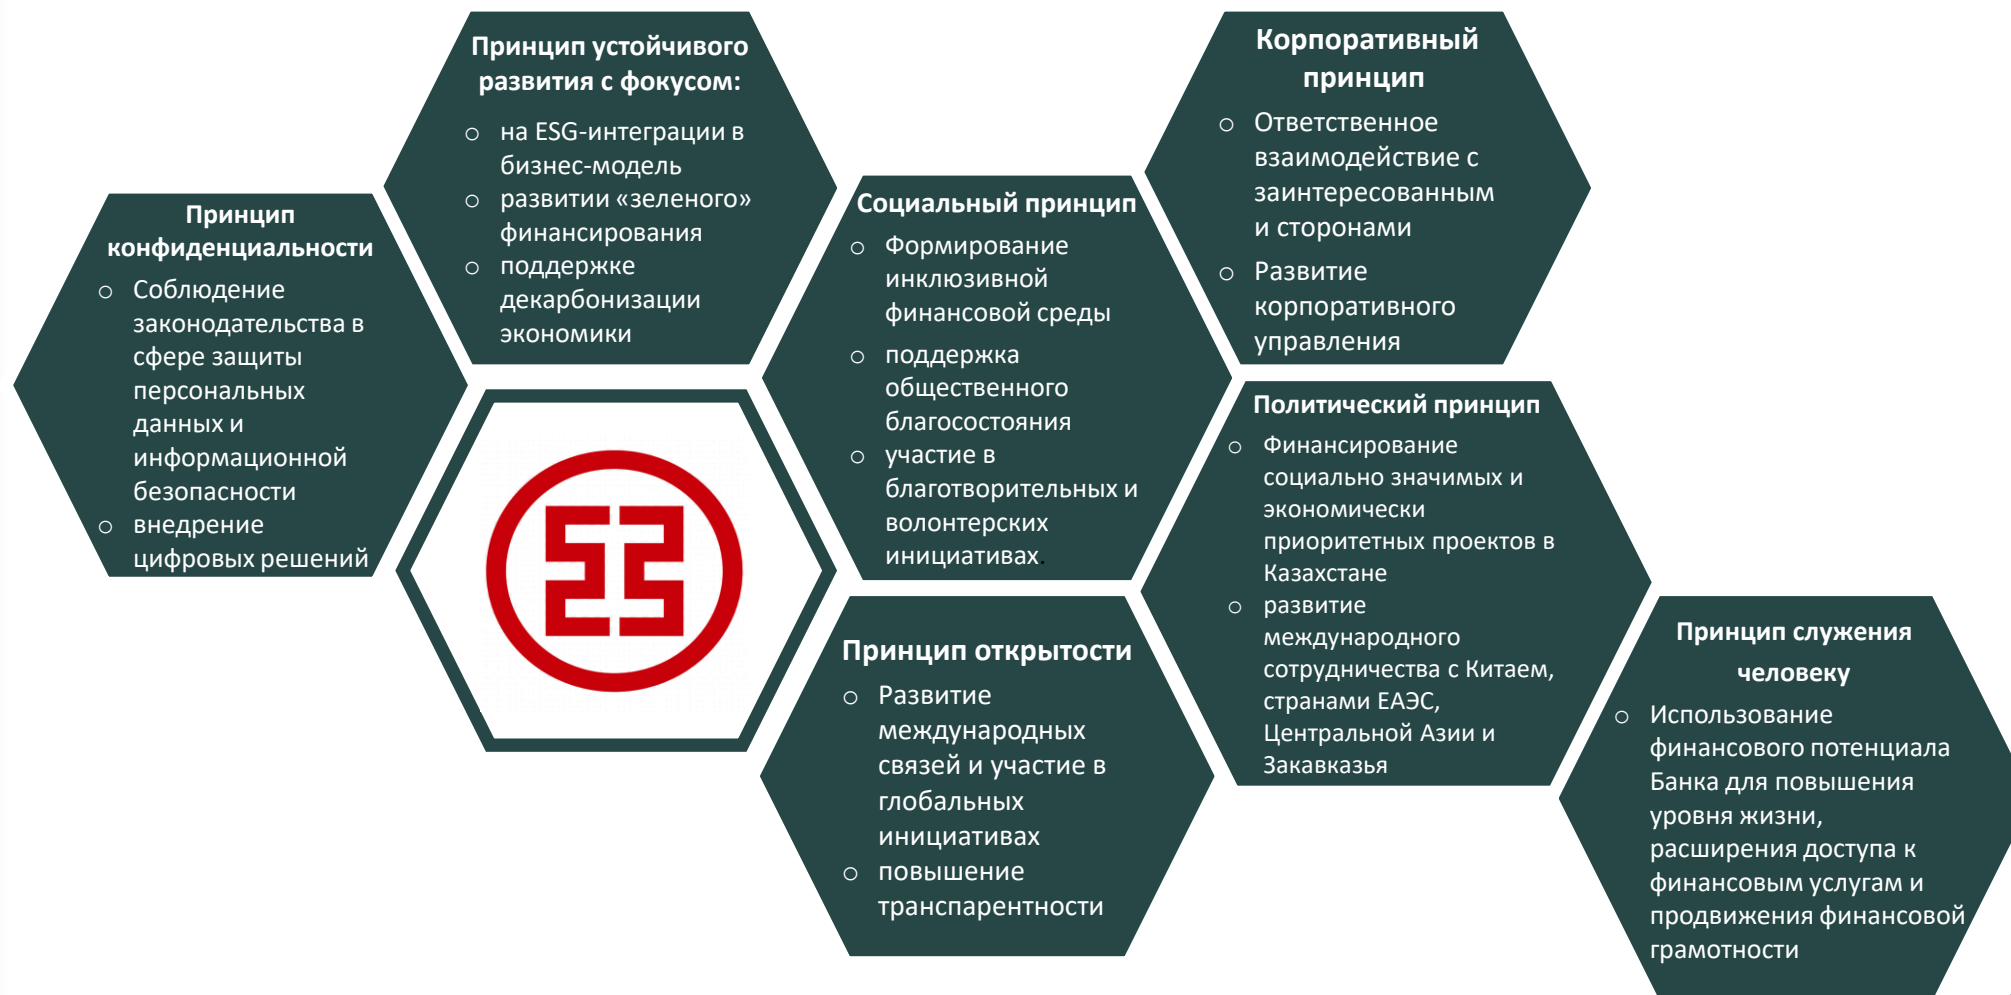 Принцип
конфиденциальности
o Соблюдение
законодательства в
сфере защиты
персональных
данных и
информационной
безопасности
o внедрение
цифровых решений
Принцип устойчивого
развития с фокусом:
o на ESG-интеграции в
бизнес-модель
o развитии «зеленого»
финансирования
o поддержке
декарбонизации
экономики
Социальный принцип
o Формирование
инклюзивной
финансовой среды
o поддержка
общественного
благосостояния
o участие в
благотворительных и
волонтерских
инициативах.
Принцип открытости
o Развитие
международных
связей и участие в
глобальных
инициативах
o повышение
транспарентности
Корпоративный
принцип
o Ответственное
взаимодействие с
заинтересованным
и сторонами
o Развитие
корпоративного
управления
Политический принцип
o Финансирование
социально значимых и
экономически
приоритетных проектов в
Казахстане
o развитие
международного
сотрудничества с Китаем,
странами ЕАЭС,
Центральной Азии и
Закавказья
Принцип служения
человеку
o Использование
финансового потенциала
Банка для повышения
уровня жизни,
расширения доступа к
финансовым услугам и
продвижения финансовой
грамотности